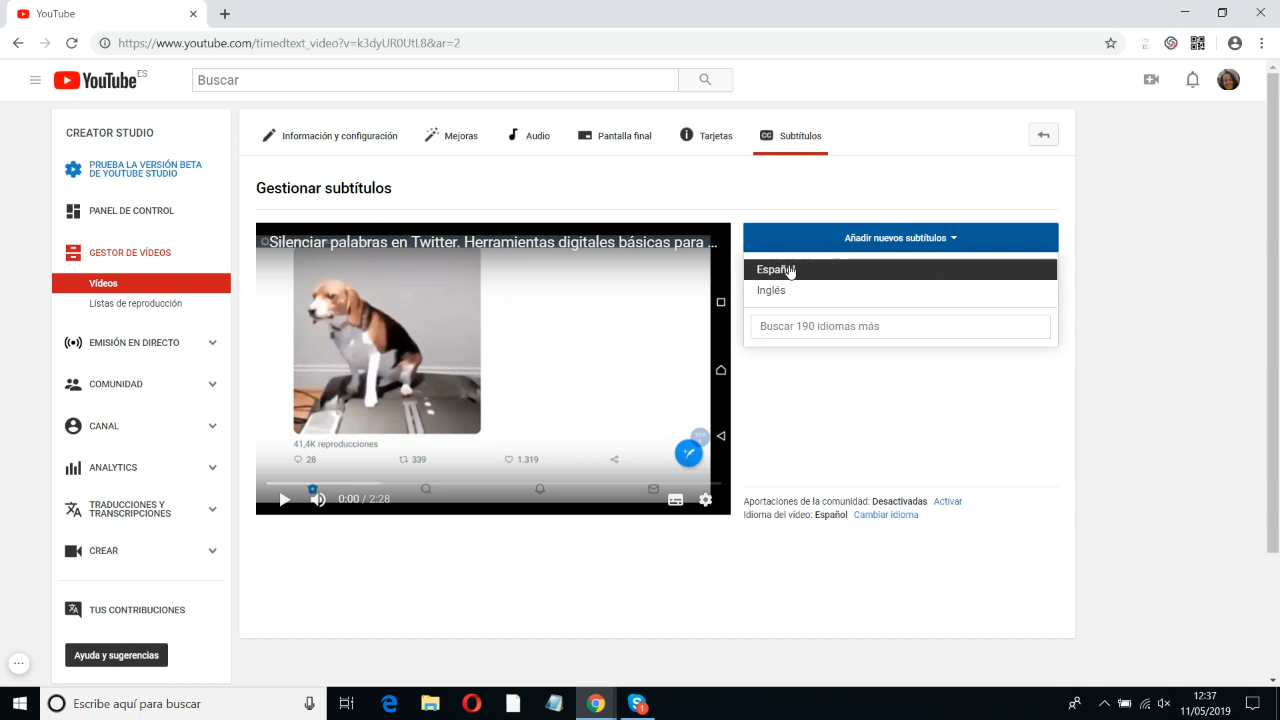 YouTube
https://www.youtube.com/timedtext_video?v=k3dyUR0UtL8&ar=2
YouTube ES
Buscar
CREATOR STUDIO
PRUEBA LA VERSIÓN BETA
DE YOUTUBE STUDIO
PANEL DE CONTROL
GESTOR DE VÍDEOS
Vídeos
Listas de reproducción
EMISIÓN EN DIRECTO
COMUNIDAD
CANAL
ANALYTICS
TRADUCCIONES Y
TRANSCRIPCIONES
CREAR
TUS CONTRIBUCIONES
Ayuda y sugerencias
Información y configuración
Mejoras
Audio
Pantalla final
Tarjetas
CC Subtítulos
Gestionar subtítulos
Silenciar palabras en Twitter. Herramientas digitales básicas para ...
41,4K reproducciones
28
339
1.319
0:00 / 2:28
Añadir nuevos subtítulos
Español
Inglés
Buscar 190 idiomas más
Aportaciones de la comunidad: Desactivadas Activar
Idioma del vídeo: Español Cambiar idioma
Escribe aquí para buscar
12:37
11/05/2019